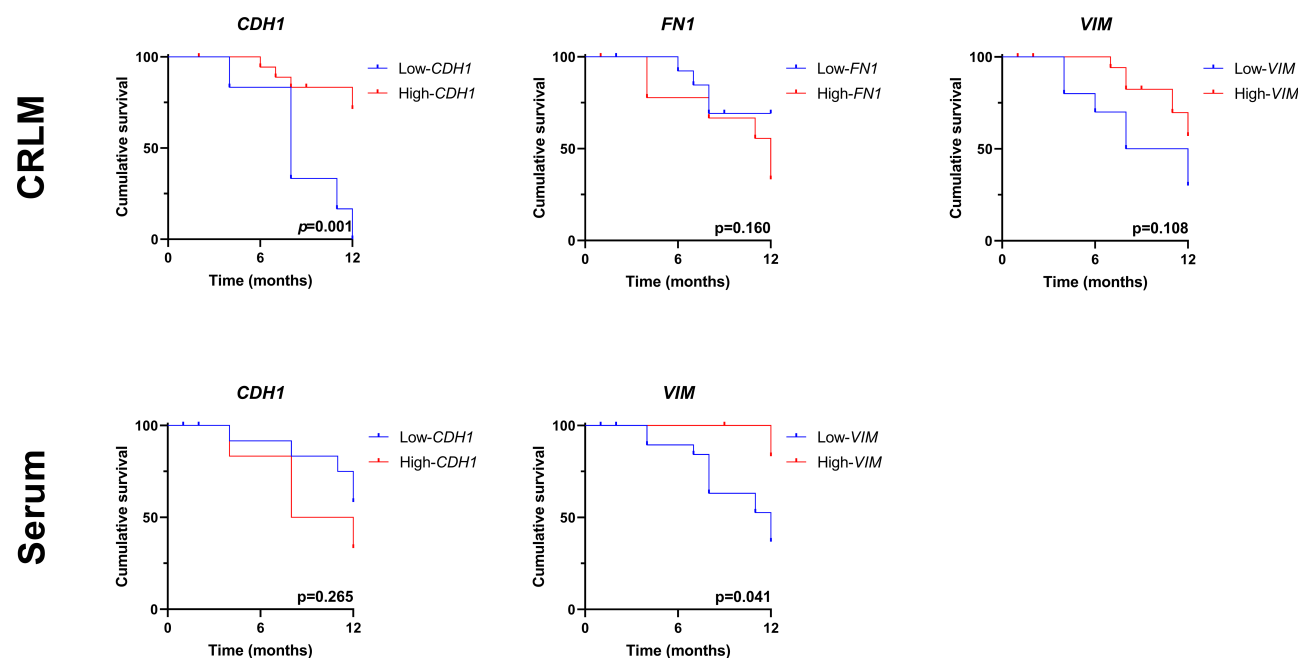 CRLM
CDH1
Cumulative survival
100
50
0
0 6 12
Time (months)
Low-CDH1
High-CDH1
p=0.001
FN1
Cumulative survival
100
50
0
0 6 12
Time (months)
Low-FN1
High-FN1
p=0.160
VIM
Cumulative survival
100
50
0
0 6 12
Time (months)
Low-VIM
High-VIM
p=0.108
Serum
CDH1
Cumulative survival
100
50
0
0 6 12
Time (months)
Low-CDH1
High-CDH1
p=0.265
VIM
Cumulative survival
100
50
0
0 6 12
Time (months)
Low-VIM
High-VIM
p=0.041